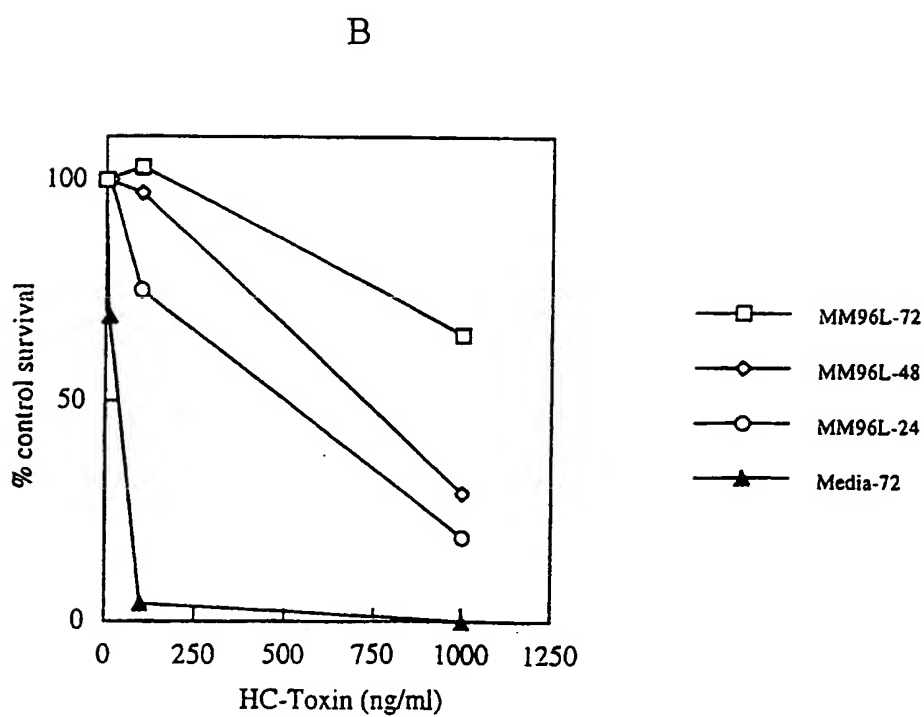 B
100
50
0
% control survival
0 250 500 750 1000 1250
HC-Toxin (ng/ml)
MM96L-72
MM96L-48
MM96L-24
Media-72